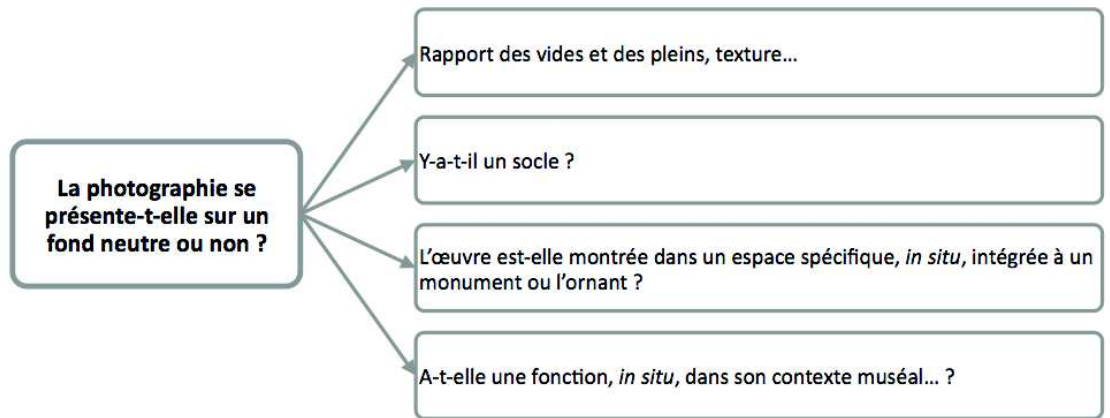 La photographie se
présente-t-elle sur un
fond neutre ou non ?
Rapport des vides et des pleins, texture…
Y-a-t-il un socle ?
L’œuvre est-elle montrée dans un espace spécifique, in situ, intégrée à un
monument ou l’ornant ?
A-t-elle une fonction, in situ, dans son contexte muséal… ?